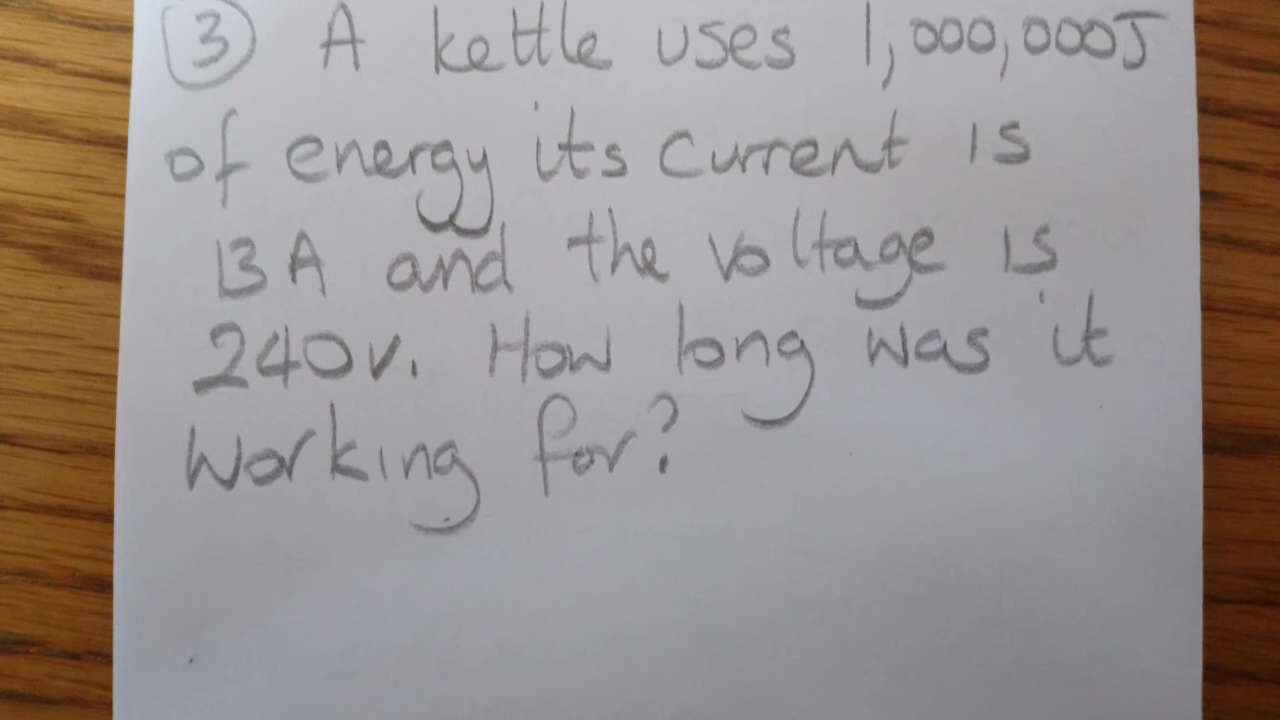 ③ A kettle uses 1,000,000J
of energy its current is
13A and the voltage is
240v. How long was it
working for?